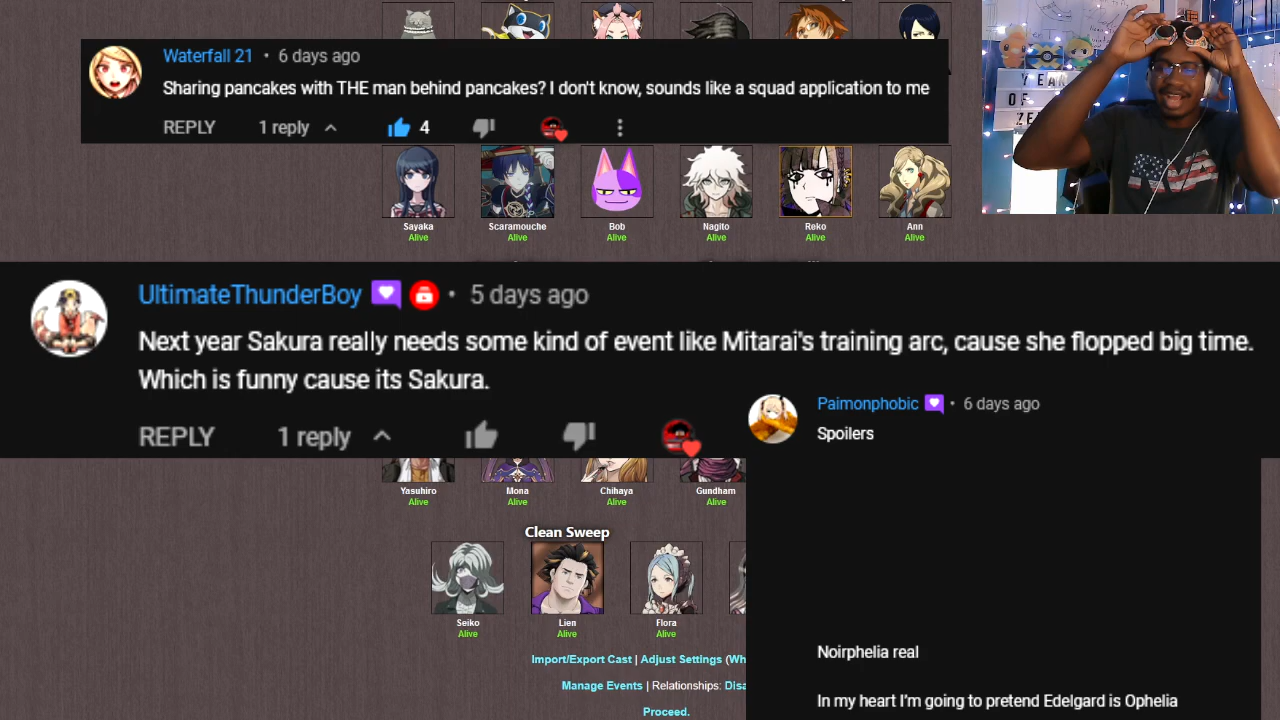 Waterfall 21 • 6 days ago
Sharing pancakes with THE man behind pancakes? I don't know, sounds like a squad application to me
REPLY 1 reply 4
YEAR
OF
ZE
Sayaka Scaramouche Bob Nagito Reko Ann
Alive Alive Alive Alive Alive Alive
UltimateThunderBoy • 5 days ago
Next year Sakura really needs some kind of event like Mitarai's training arc, cause she flopped big time.
Which is funny cause its Sakura.
REPLY 1 reply
Paimonphobic • 6 days ago
Spoilers
Yasuhiro Mona Chihaya Gundham
Alive Alive Alive Alive
Clean Sweep
Seiko Lien Flora
Alive Alive Alive
Noirphelia real
In my heart I'm going to pretend Edelgard is Ophelia
Import/Export Cast | Adjust Settings (Wh
Manage Events | Relationships: Disa
Proceed.